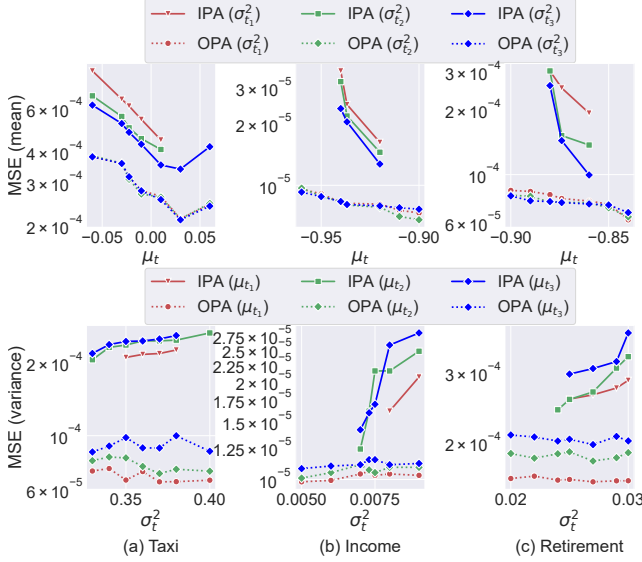 IPA (σ²ₜ₁) IPA (σ²ₜ₂) IPA (σ²ₜ₃)
OPA (σ²ₜ₁) OPA (σ²ₜ₂) OPA (σ²ₜ₃)
MSE (mean)
6 × 10⁻⁴
4 × 10⁻⁴
3 × 10⁻⁴
2 × 10⁻⁴
−0.05 0.00 0.05
μₜ
2 × 10⁻⁵
10⁻⁵
−0.95 −0.90
μₜ
3 × 10⁻⁴
2 × 10⁻⁴
10⁻⁴
6 × 10⁻⁵
−0.90 −0.85
μₜ
IPA (μₜ₁) IPA (μₜ₂) IPA (μₜ₃)
OPA (μₜ₁) OPA (μₜ₂) OPA (μₜ₃)
MSE (variance)
2 × 10⁻⁴
10⁻⁴
6 × 10⁻⁵
0.35 0.40
σ²ₜ
2.75 × 10⁻⁵
2.5 × 10⁻⁵
2.25 × 10⁻⁵
2 × 10⁻⁵
1.75 × 10⁻⁵
1.5 × 10⁻⁵
1.25 × 10⁻⁵
10⁻⁵
0.0050 0.0075
σ²ₜ
3 × 10⁻⁴
2 × 10⁻⁴
0.02 0.03
σ²ₜ
(a) Taxi (b) Income (c) Retirement